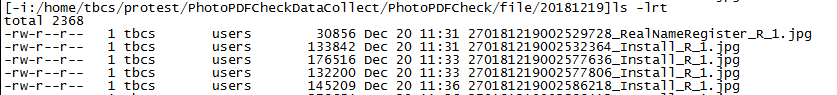 [-i:/home/tbcs/protest/PhotoPDFCheckDataCollect/PhotoPDFCheck/file/20181219]ls -lrt
total 2368
-rw-r--r-- 1 tbcs users 30856 Dec 20 11:31 270181219002529728_RealNameRegister_R_1.jpg
-rw-r--r-- 1 tbcs users 133842 Dec 20 11:31 270181219002532364_Install_R_1.jpg
-rw-r--r-- 1 tbcs users 176516 Dec 20 11:33 270181219002577636_Install_R_1.jpg
-rw-r--r-- 1 tbcs users 132200 Dec 20 11:33 270181219002577806_Install_R_1.jpg
-rw-r--r-- 1 tbcs users 145209 Dec 20 11:36 270181219002586218_Install_R_1.jpg